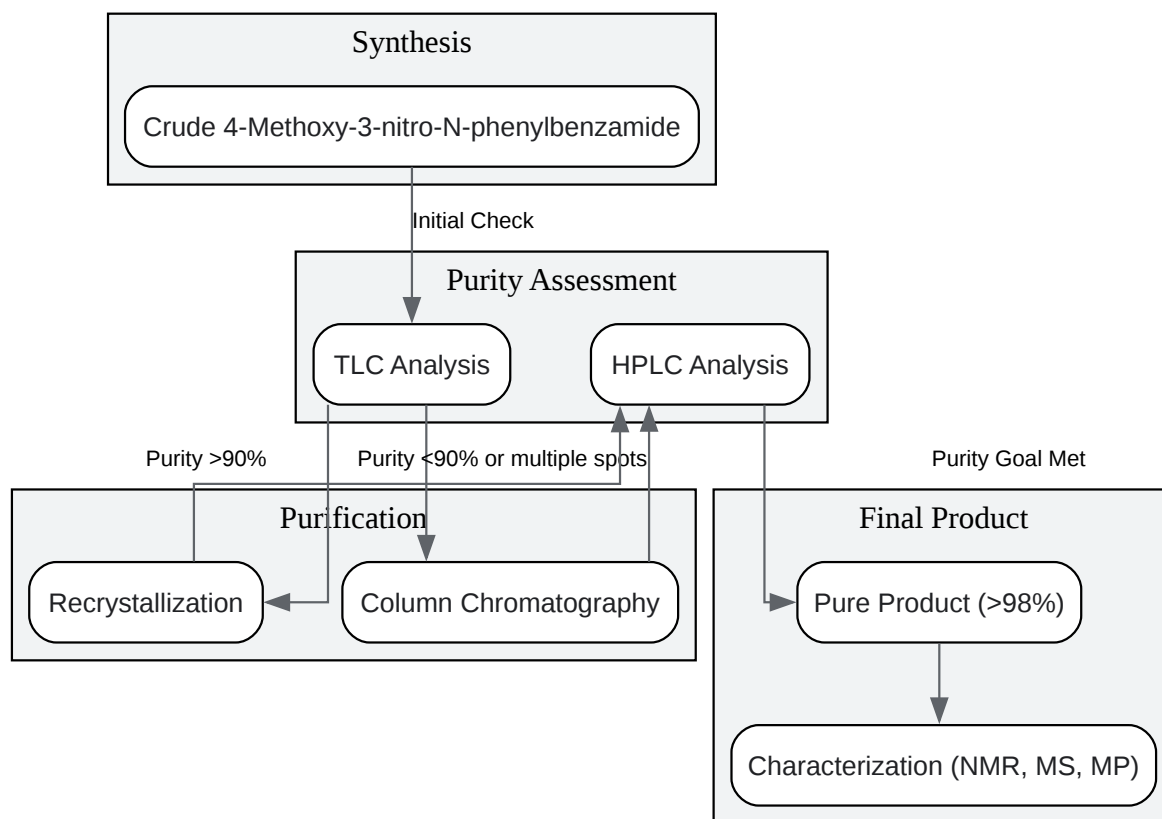 Synthesis
Crude 4-Methoxy-3-nitro-N-phenylbenzamide
Initial Check
Purity Assessment
TLC Analysis
HPLC Analysis
Purity >90%
Purity <90% or multiple spots
Purity Goal Met
Purification
Final Product
Recrystallization
Column Chromatography
Pure Product (>98%)
Characterization (NMR, MS, MP)